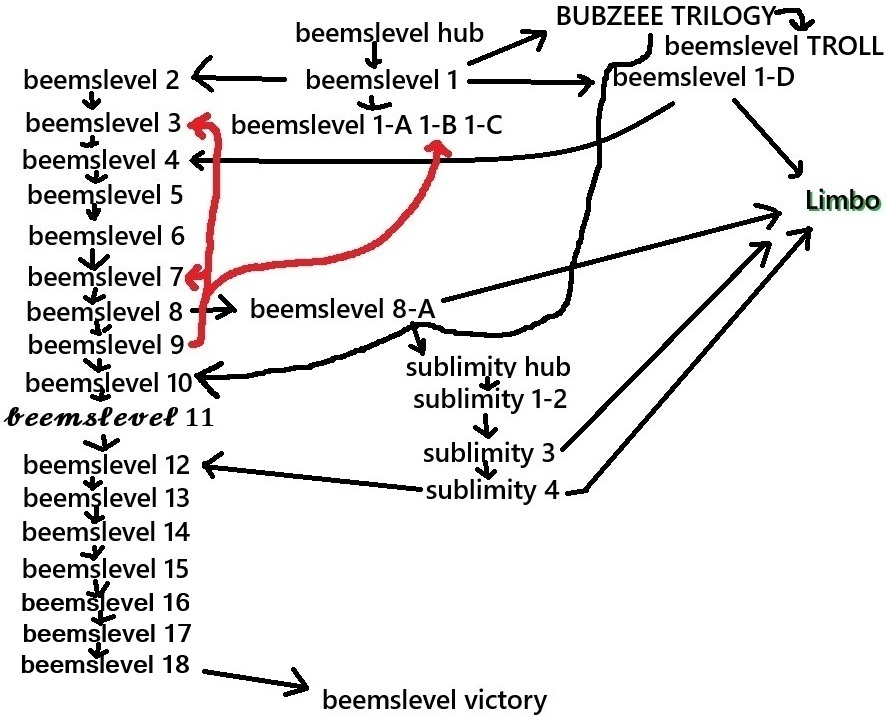 BUBZEEE TRILOGY
beemslevel hub
beemslevel TROLL
beemslevel 2
beemslevel 1
beemslevel 1-D
beemslevel 3
beemslevel 1-A 1-B 1-C
beemslevel 4
beemslevel 5
Limbo
beemslevel 6
beemslevel 7
beemslevel 8
beemslevel 8-A
beemslevel 9
sublimity hub
beemslevel 10
sublimity 1-2
𝓫𝓮𝓮𝓶𝓼𝓵𝓮𝓿𝓮𝓵 11
sublimity 3
beemslevel 12
sublimity 4
beemslevel 13
beemslevel 14
beemslevel 15
beemslevel 16
beemslevel 17
beemslevel 18
beemslevel victory